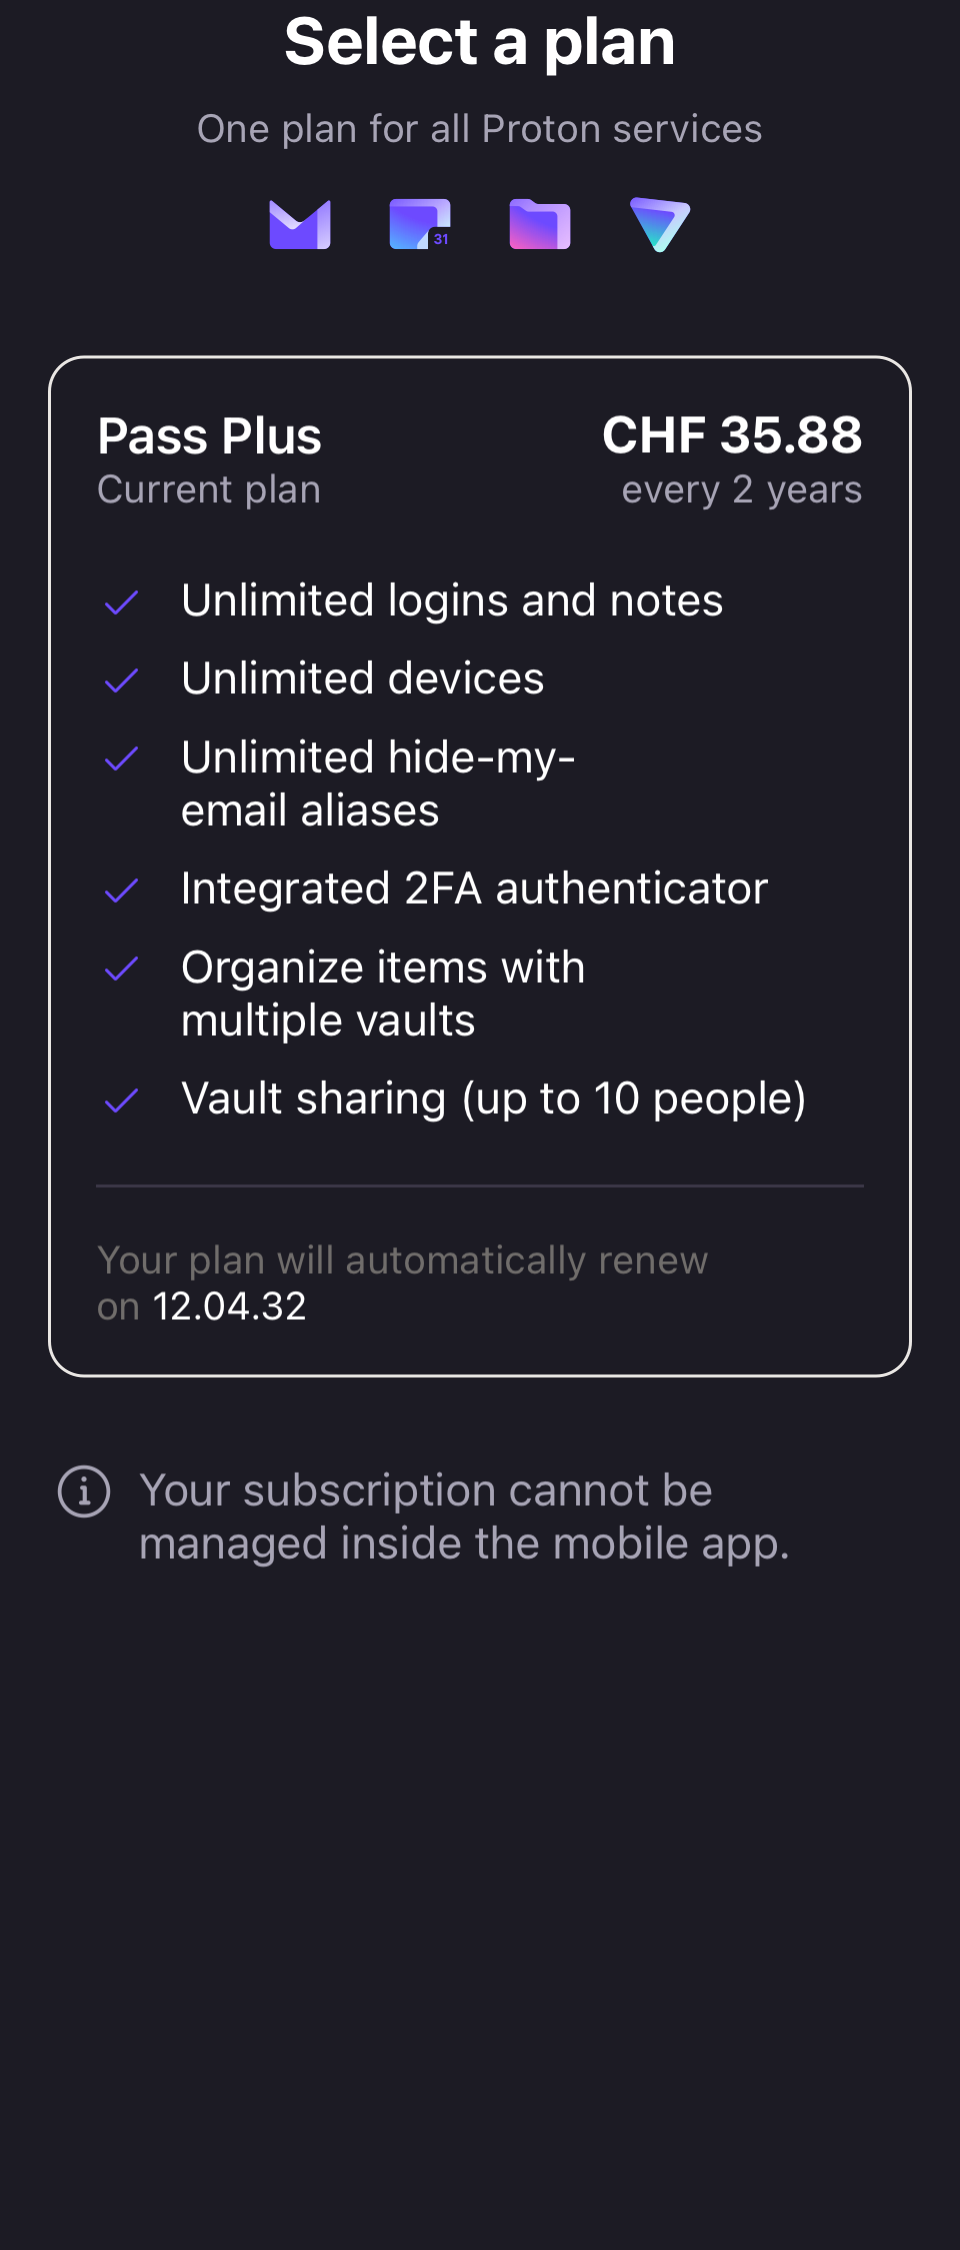 Select a plan
One plan for all Proton services
31
Pass Plus
CHF 35.88
Current plan
every 2 years
Unlimited logins and notes
Unlimited devices
Unlimited hide-my-
email aliases
Integrated 2FA authenticator
Organize items with
multiple vaults
Vault sharing (up to 10 people)
Your plan will automatically renew
on 12.04.32
Your subscription cannot be
managed inside the mobile app.